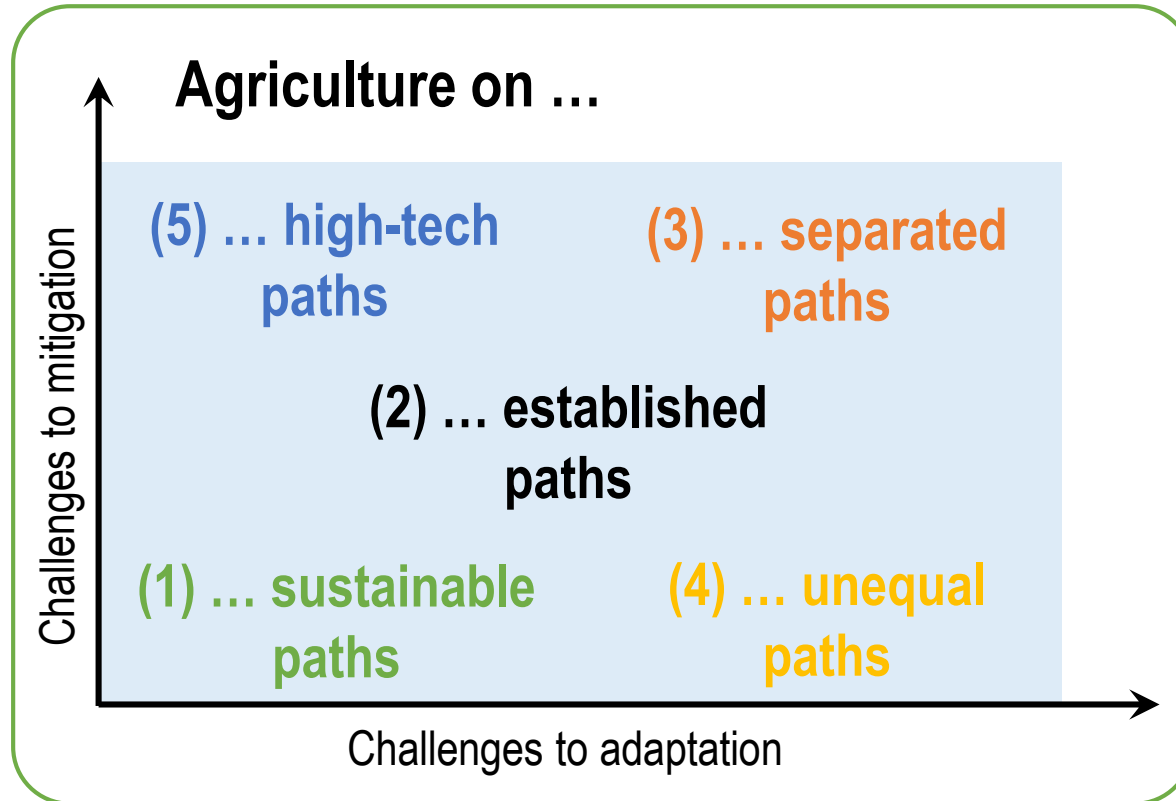 Agriculture on …
(5) … high-tech
paths
(3) … separated
paths
(2) … established
paths
(1) … sustainable
paths
(4) … unequal
paths
Challenges to mitigation
Challenges to adaptation